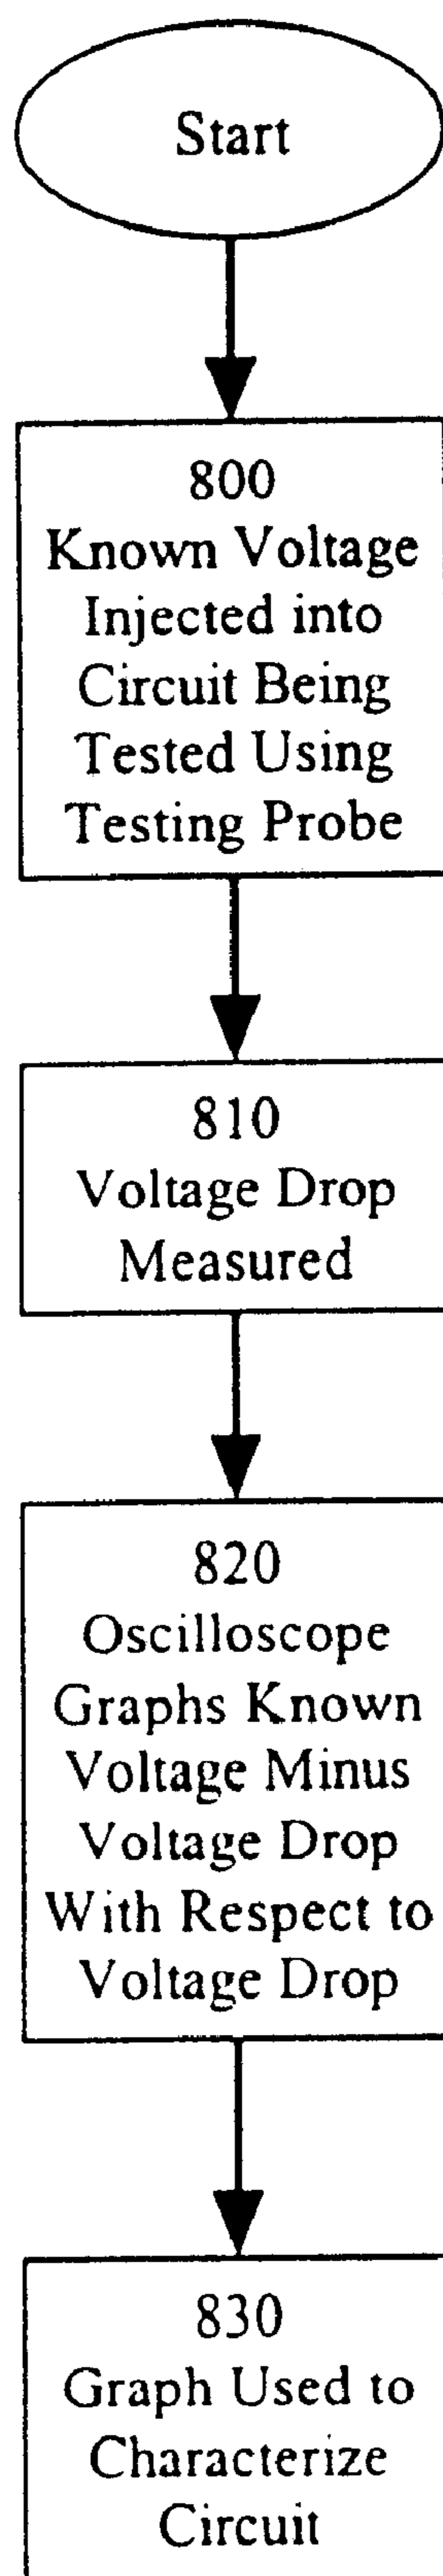 Start
800
Known Voltage
Injected into
Circuit Being
Tested Using
Testing Probe
810
Voltage Drop
Measured
820
Oscilloscope
Graphs Known
Voltage Minus
Voltage Drop
With Respect to
Voltage Drop
830
Graph Used to
Characterize
Circuit